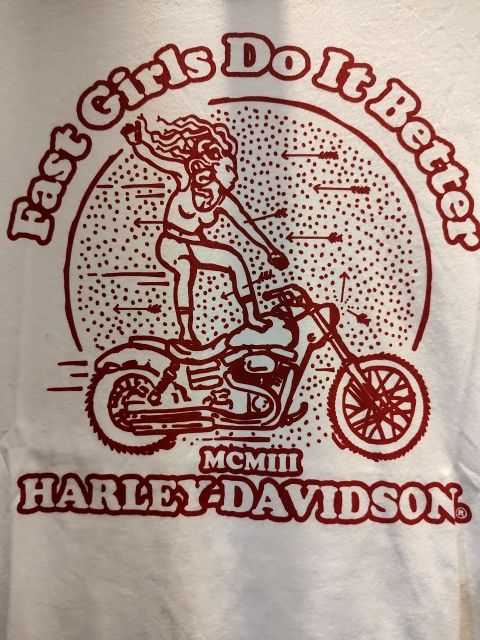 Fast Girls Do It Better
MCMIII
HARLEY-DAVIDSON®